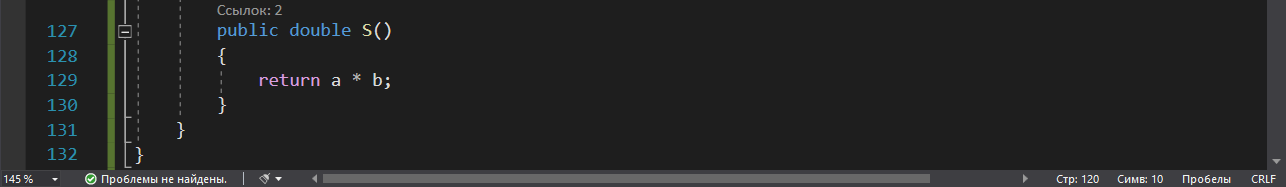 Ссылок: 2
127 public double S()
128 {
129 return a * b;
130 }
131 }
132 }
145 % Проблемы не найдены. Стр: 120 Симв: 10 Пробелы CRLF